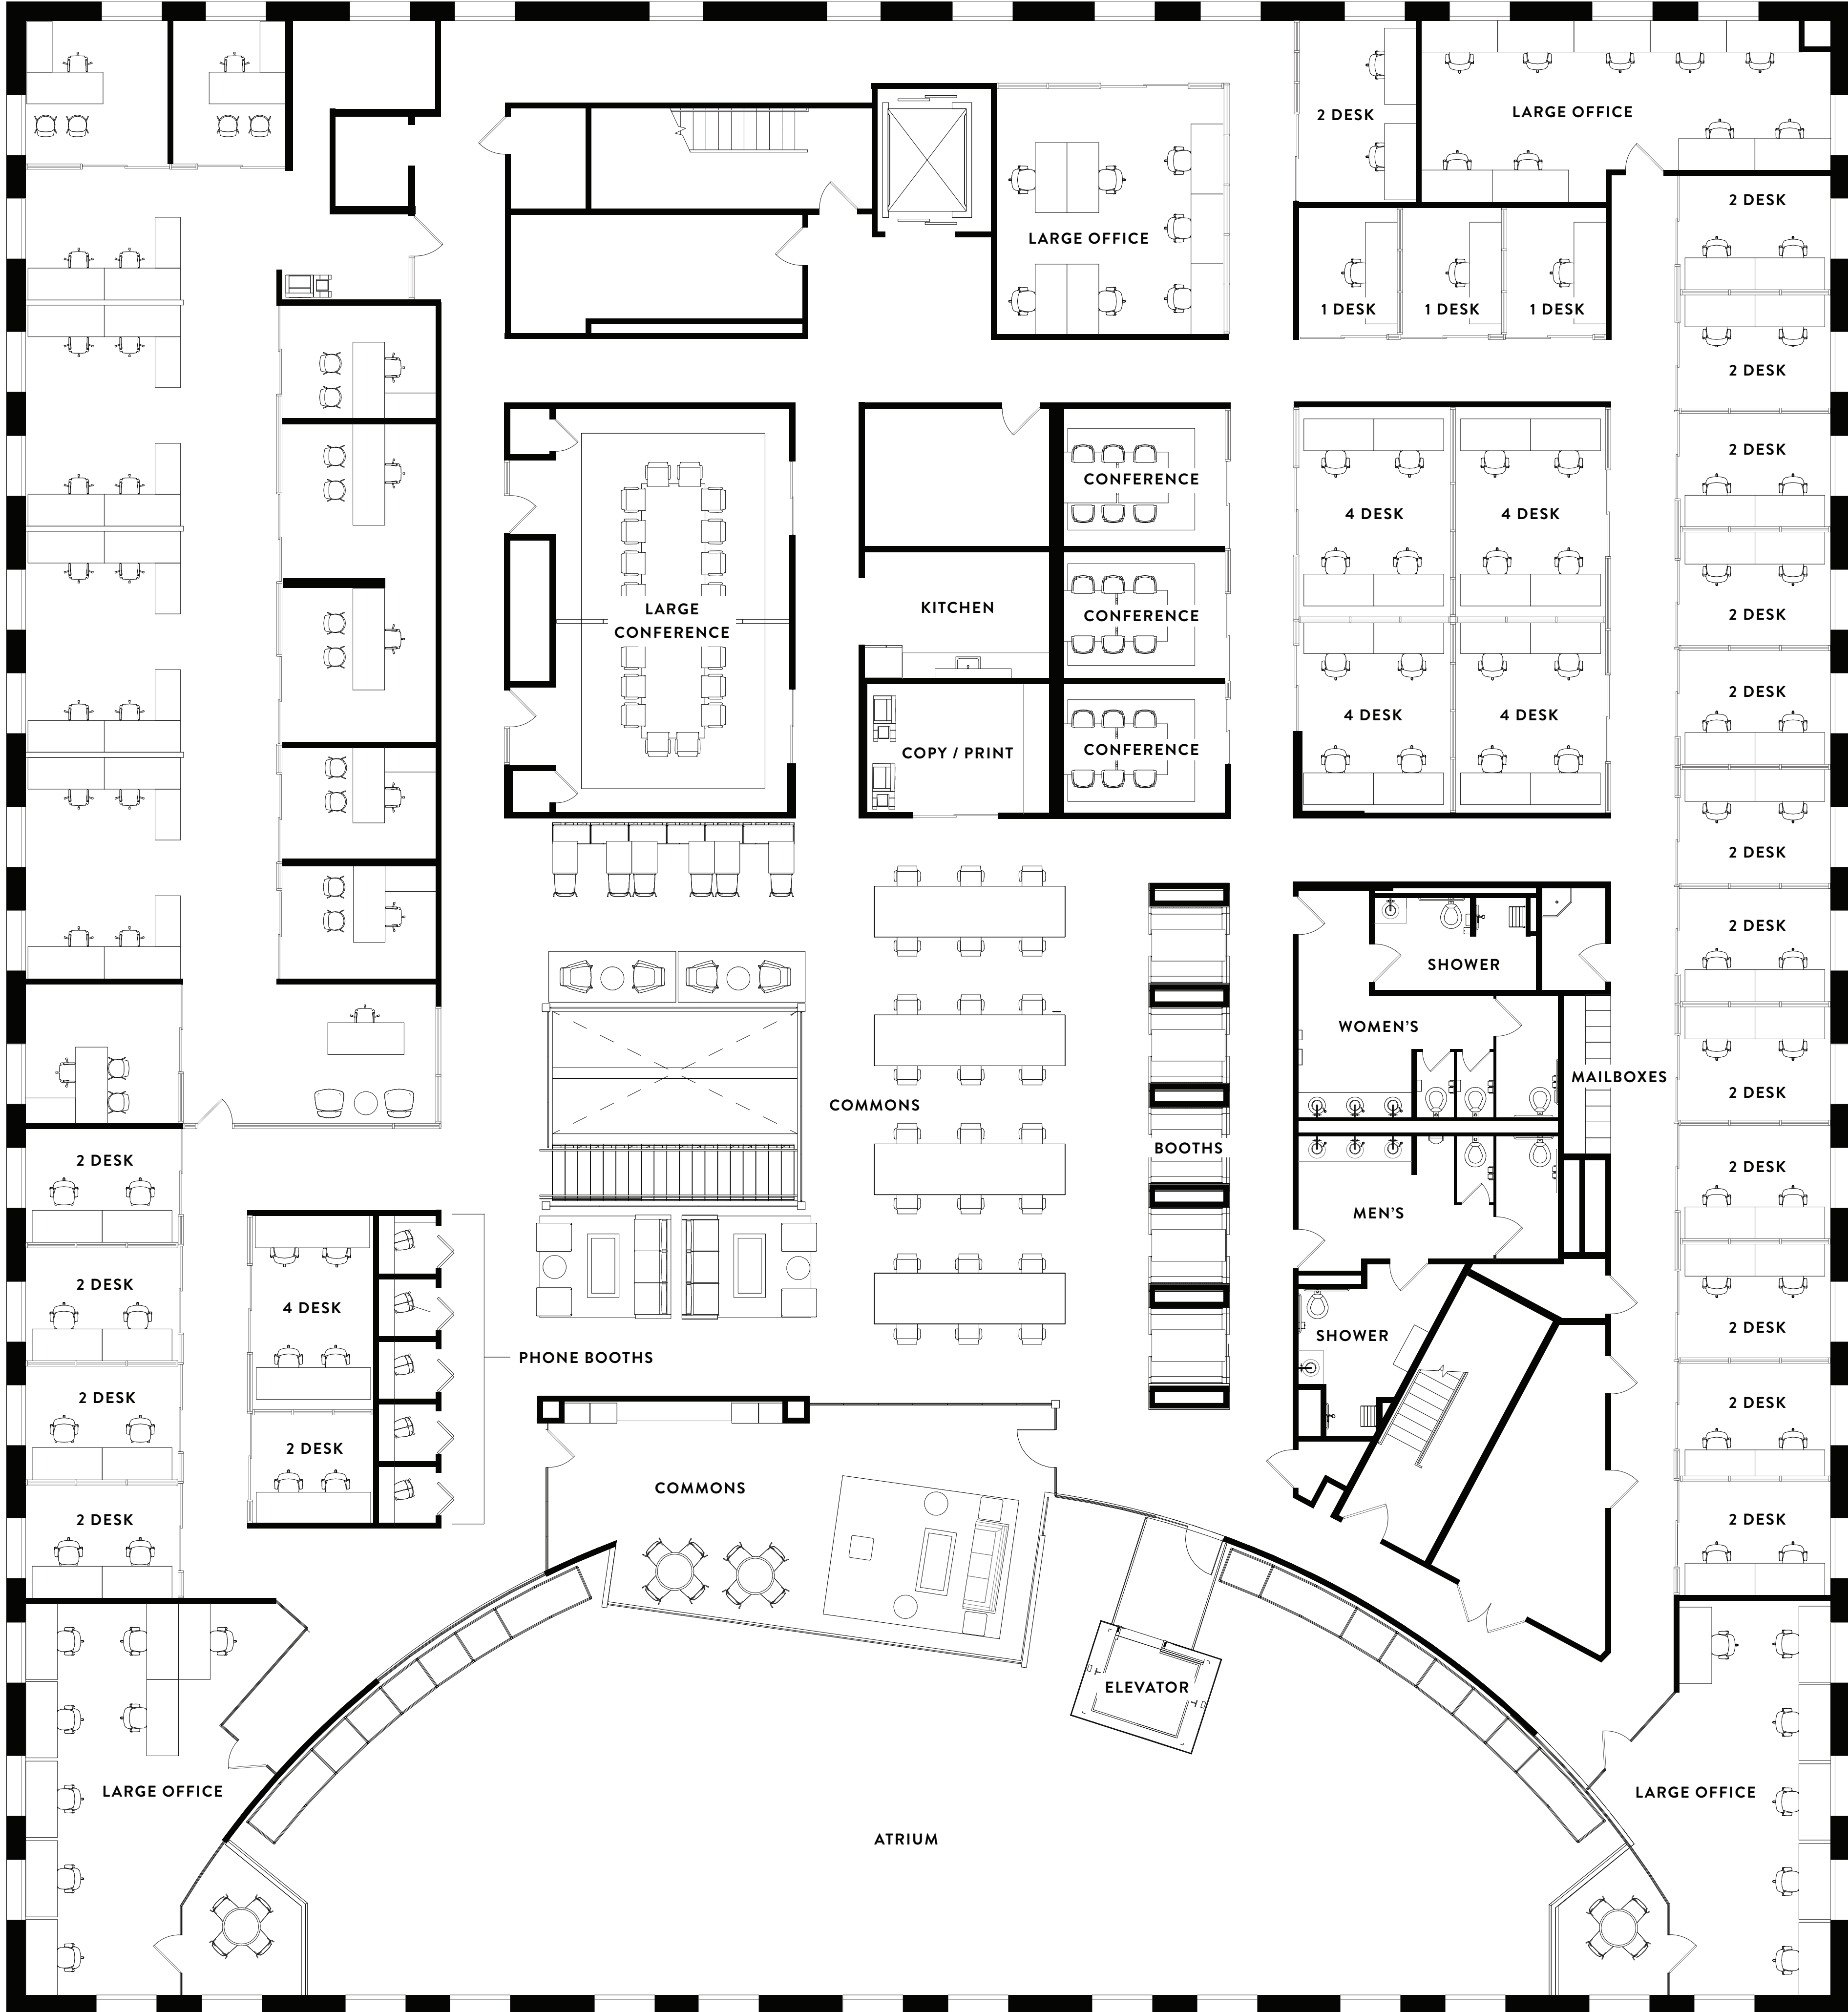 2 DESK
LARGE OFFICE
2 DESK
LARGE OFFICE
1 DESK
1 DESK
1 DESK
2 DESK
2 DESK
CONFERENCE
4 DESK
4 DESK
LARGE
CONFERENCE
KITCHEN
CONFERENCE
2 DESK
2 DESK
4 DESK
4 DESK
COPY / PRINT
CONFERENCE
2 DESK
2 DESK
SHOWER
WOMEN'S
MAILBOXES
2 DESK
COMMONS
BOOTHS
2 DESK
2 DESK
MEN'S
2 DESK
4 DESK
2 DESK
SHOWER
PHONE BOOTHS
2 DESK
2 DESK
2 DESK
COMMONS
2 DESK
2 DESK
ELEVATOR
LARGE OFFICE
LARGE OFFICE
ATRIUM